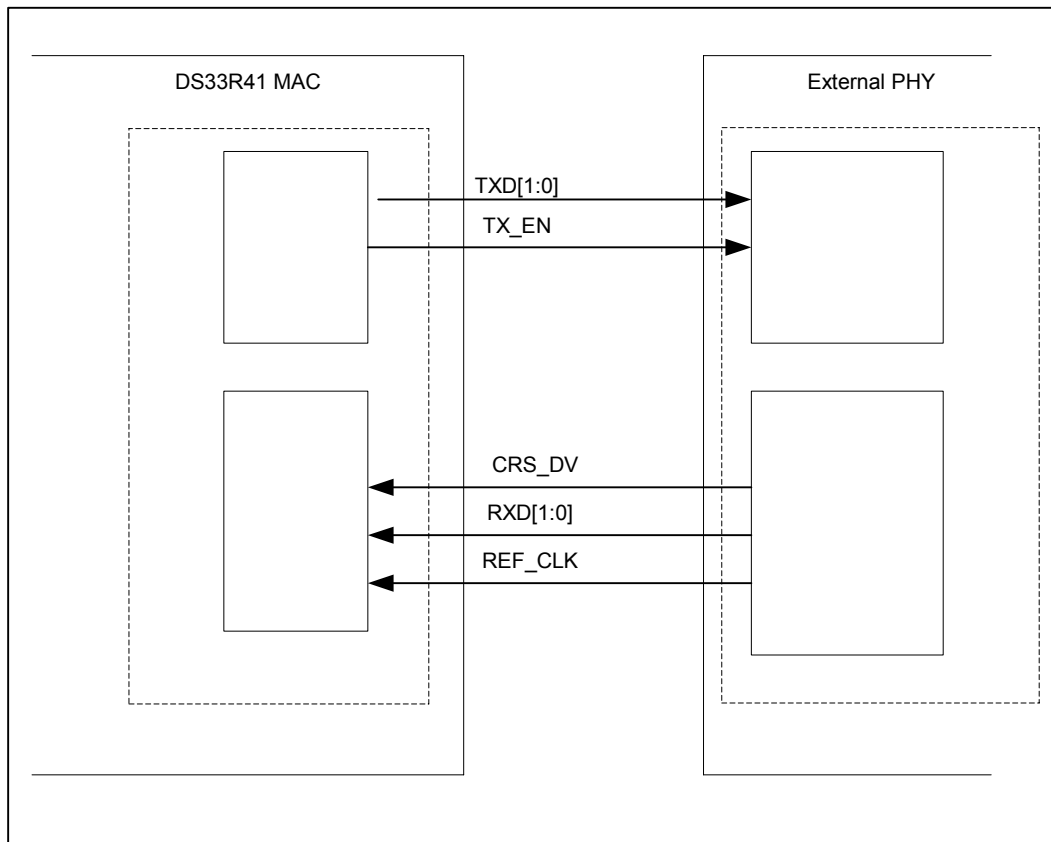 DS33R41 MAC
External PHY
TXD[1:0]
TX_EN
CRS_DV
RXD[1:0]
REF_CLK